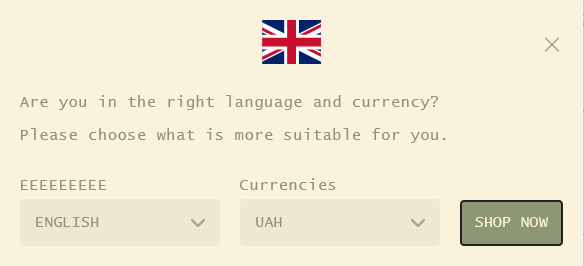 Are you in the right language and currency?
Please choose what is more suitable for you.
EEEEEEEEE Currencies
ENGLISH UAH SHOP NOW